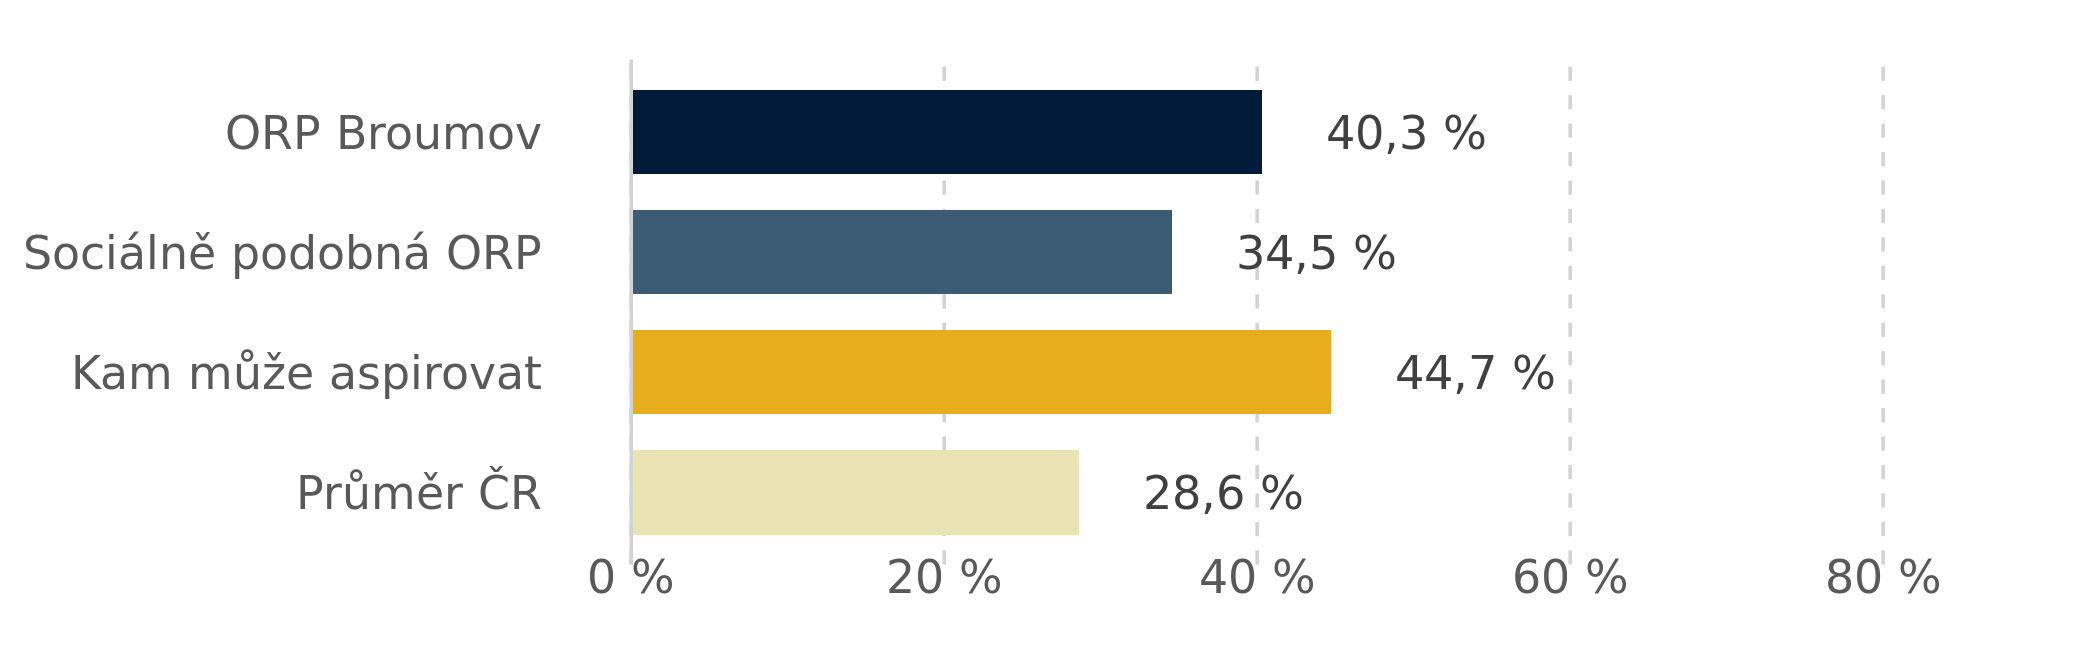 ORP Broumov
40,3 %
Sociálně podobná ORP
34,5 %
Kam může aspirovat
44,7 %
Průměr ČR
28,6 %
0 %
20 %
40 %
60 %
80 %